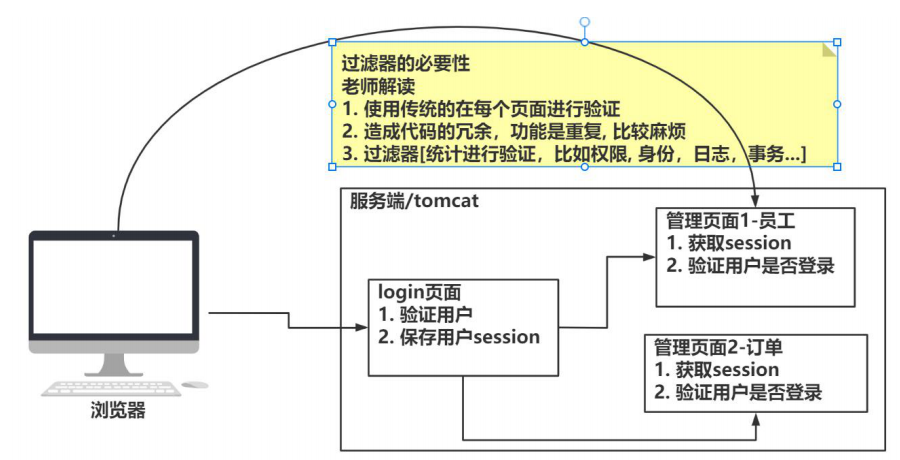 过滤器的必要性
老师解读
1. 使用传统的在每个页面进行验证
2. 造成代码的冗余，功能是重复, 比较麻烦
3. 过滤器[统计进行验证，比如权限, 身份，日志，事务...]
服务端/tomcat
管理页面1-员工
1. 获取session
2. 验证用户是否登录
login页面
1. 验证用户
2. 保存用户session
管理页面2-订单
1. 获取session
2. 验证用户是否登录
浏览器